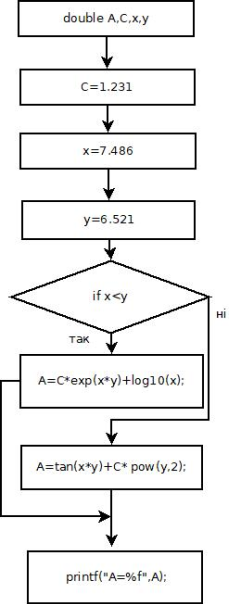 double A,C,x,y
C=1.231
x=7.486
y=6.521
if x<y
ні
так
A=C*exp(x*y)+log10(x);
A=tan(x*y)+C* pow(y,2);
printf("A=%f",A);